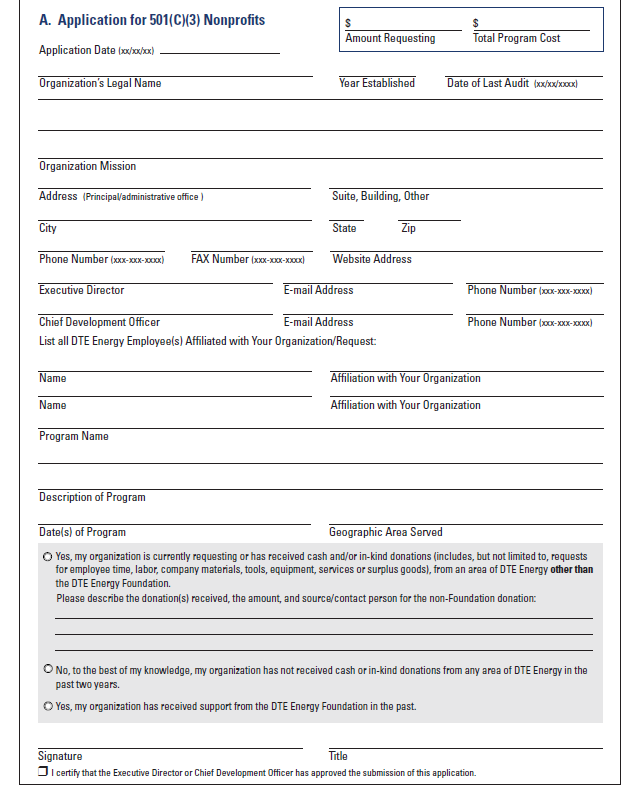 A. Application for 501(C)(3) Nonprofits
$ $
Amount Requesting Total Program Cost
Application Date (xx/xx/xx)
Organization's Legal Name Year Established Date of Last Audit (xx/xx/xxxx)
Organization Mission
Address (Principal/administrative office ) Suite, Building, Other
City State Zip
Phone Number (xxx-xxx-xxxx) FAX Number (xxx-xxx-xxxx) Website Address
Executive Director E-mail Address Phone Number (xxx-xxx-xxxx)
Chief Development Officer E-mail Address Phone Number (xxx-xxx-xxxx)
List all DTE Energy Employee(s) Affiliated with Your Organization/Request:
Name Affiliation with Your Organization
Name Affiliation with Your Organization
Program Name
Description of Program
Date(s) of Program Geographic Area Served
Yes, my organization is currently requesting or has received cash and/or in-kind donations (includes, but not limited to, requests
for employee time, labor, company materials, tools, equipment, services or surplus goods), from an area of DTE Energy other than
the DTE Energy Foundation.
Please describe the donation(s) received, the amount, and source/contact person for the non-Foundation donation:
No, to the best of my knowledge, my organization has not received cash or in-kind donations from any area of DTE Energy in the
past two years.
Yes, my organization has received support from the DTE Energy Foundation in the past.
Signature Title
I certify that the Executive Director or Chief Development Officer has approved the submission of this application.